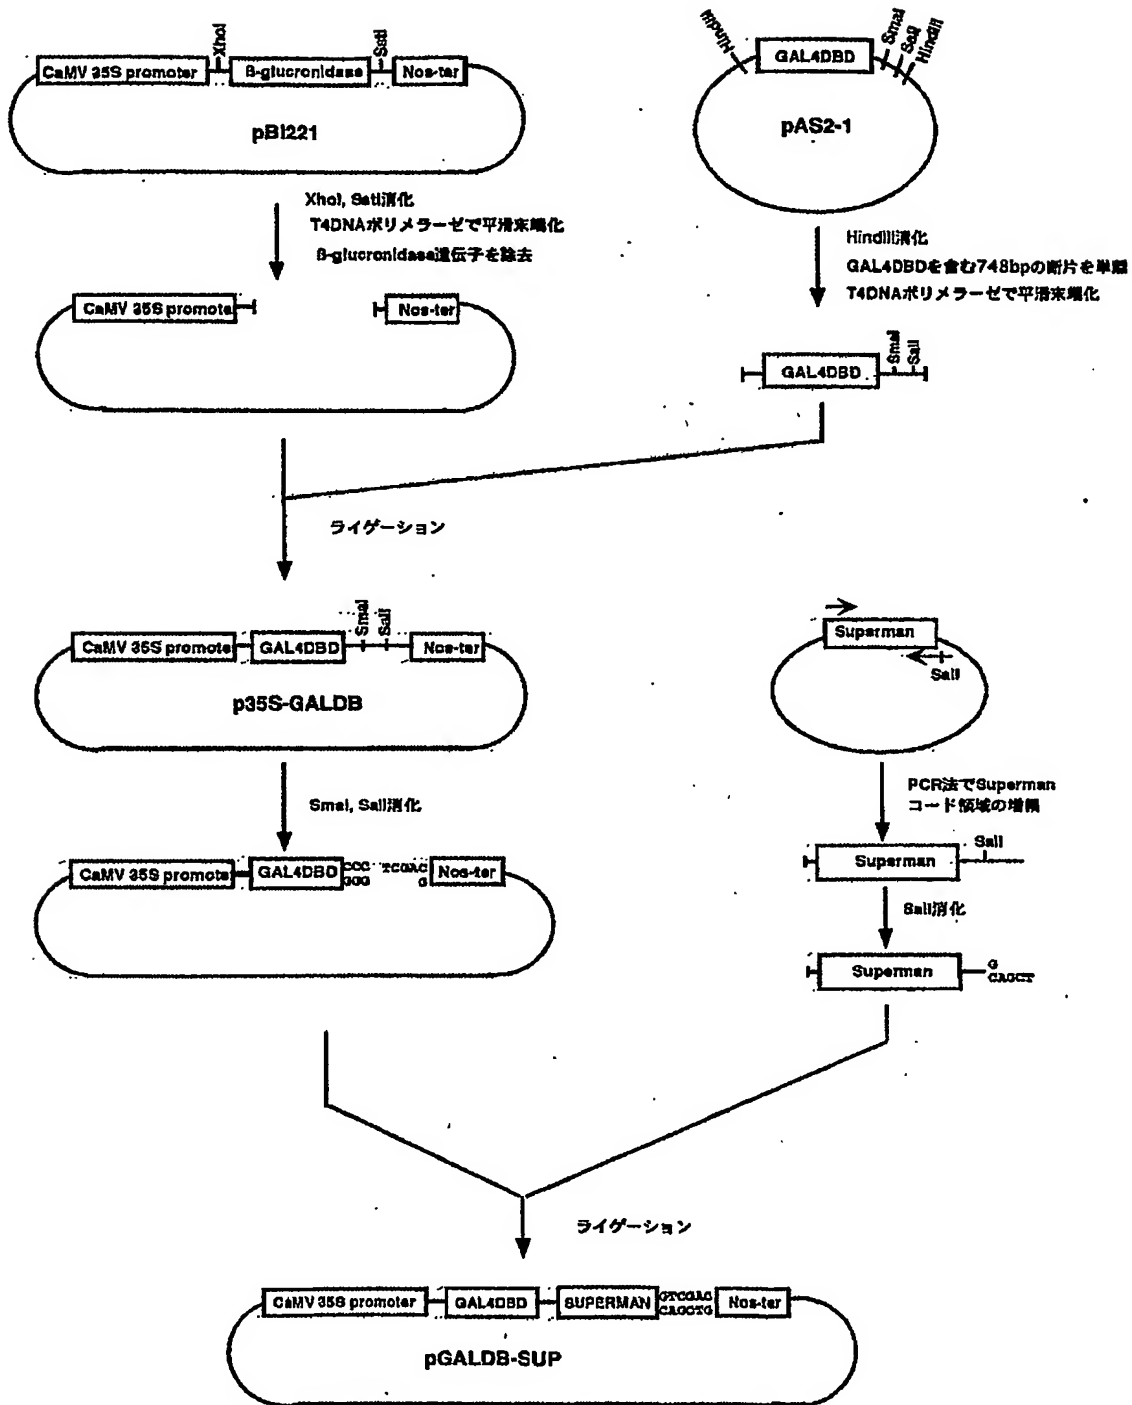 XhoI
SstI
CaMV 35S promoter
β-glucronidase
Nos-ter
pBI221
HindIII
GAL4DBD
SmaI
SalI
HindIII
pAS2-1
XhoI, SstI消化
T4DNAポリメラーゼで平滑末端化
β-glucronidase遺伝子を除去
HindIII消化
GAL4DBDを含む748bpの断片を単離
T4DNAポリメラーゼで平滑末端化
CaMV 35S promote
Nos-ter
GAL4DBD
SmaI
SalI
ライゲーション
CaMV 35S promote
GAL4DBD
SmaI
SalI
Nos-ter
p35S-GALDB
Superman
SalI
SmaI, SalI消化
PCR法でSuperman
コード領域の増幅
CaMV 35S promote
GAL4DBD
CCC
GGG
TCGAC
G
Nos-ter
Superman
SalI
SalI消化
Superman
G
CAGCT
ライゲーション
CaMV 35S promoter
GAL4DBD
SUPERMAN
GTCGAC
CAGCTG
Nos-ter
pGALDB-SUP